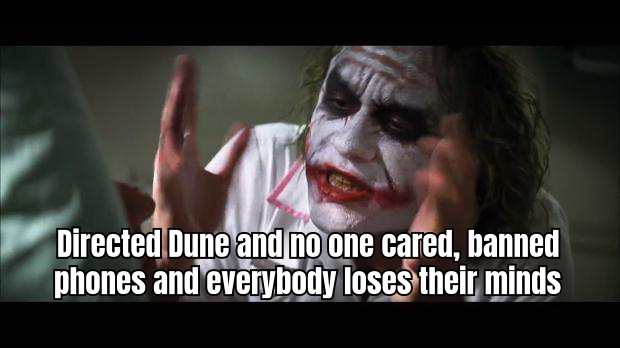 Directed Dune and no one cared, banned
phones and everybody loses their minds